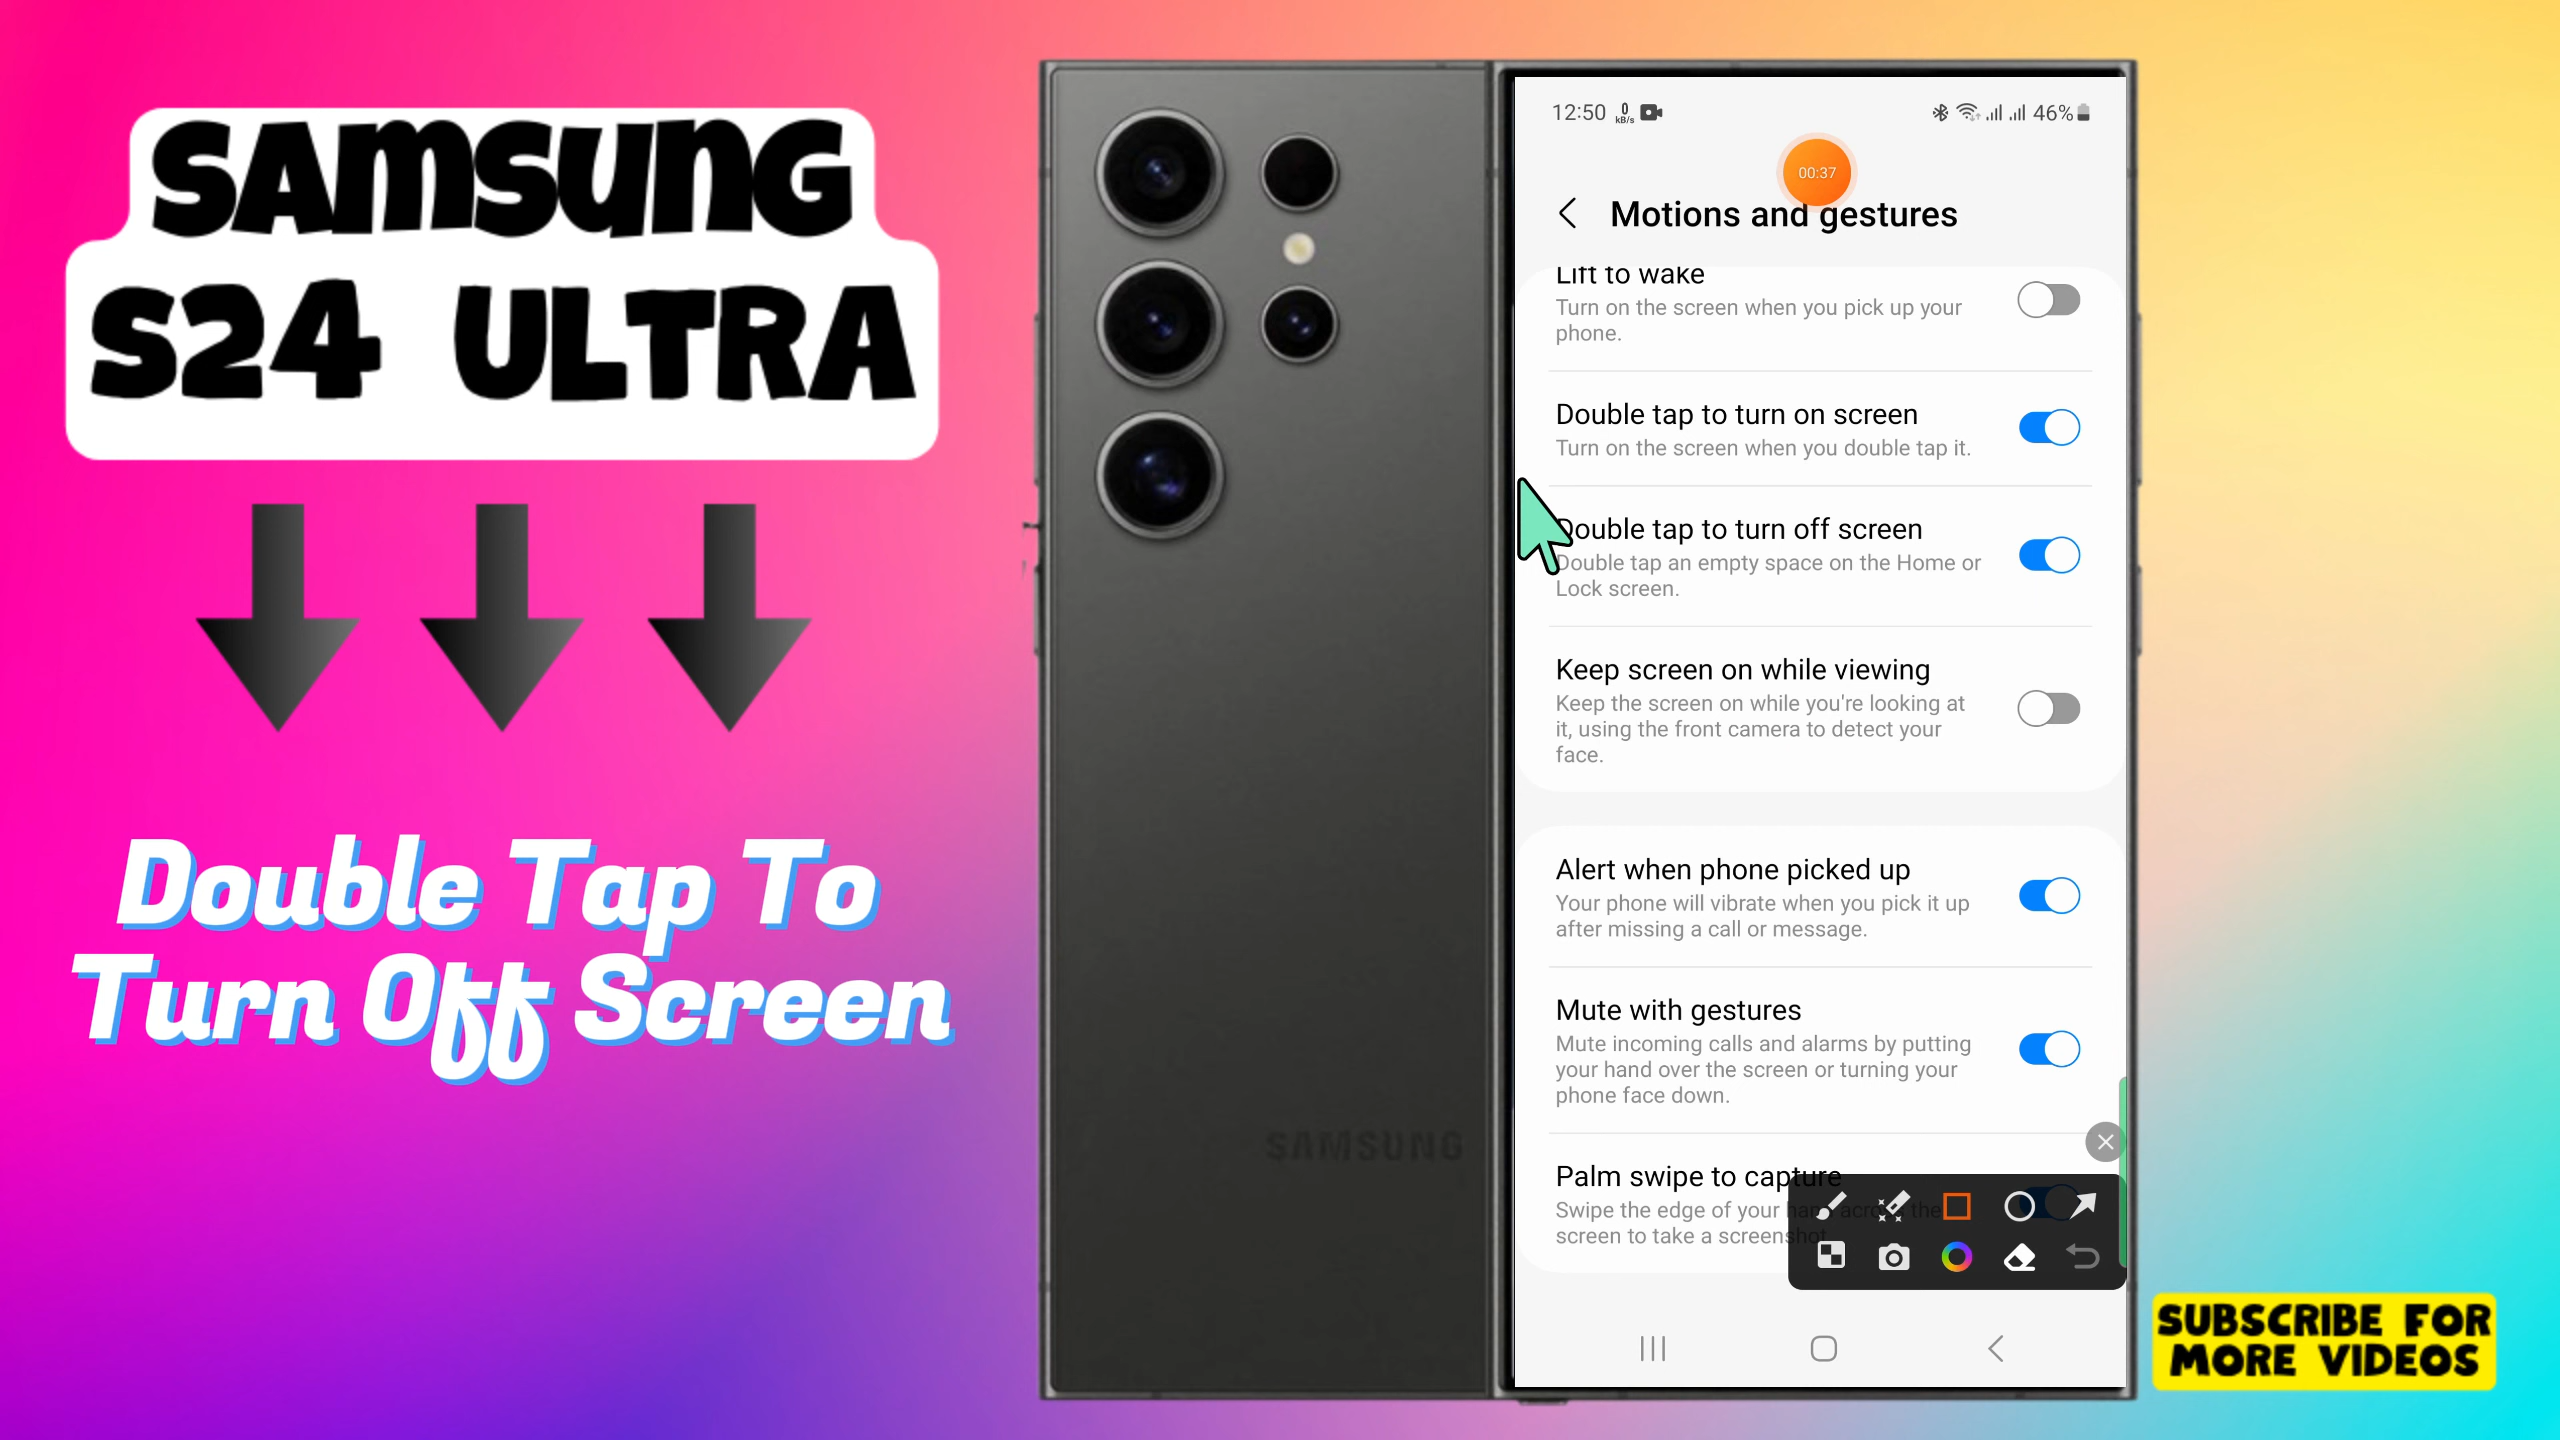 SAMSUNG
S24 ULTRA
Double Tap To
Turn Off Screen
SAMSUNG
12:50 0 kB/s 46%
00:37
Motions and gestures
Lift to wake
Turn on the screen when you pick up your
phone.
Double tap to turn on screen
Turn on the screen when you double tap it.
Double tap to turn off screen
Double tap an empty space on the Home or
Lock screen.
Keep screen on while viewing
Keep the screen on while you're looking at
it, using the front camera to detect your
face.
Alert when phone picked up
Your phone will vibrate when you pick it up
after missing a call or message.
Mute with gestures
Mute incoming calls and alarms by putting
your hand over the screen or turning your
phone face down.
Palm swipe to capture
Swipe the edge of your hand across the
screen to take a screenshot.
SUBSCRIBE FOR
MORE VIDEOS